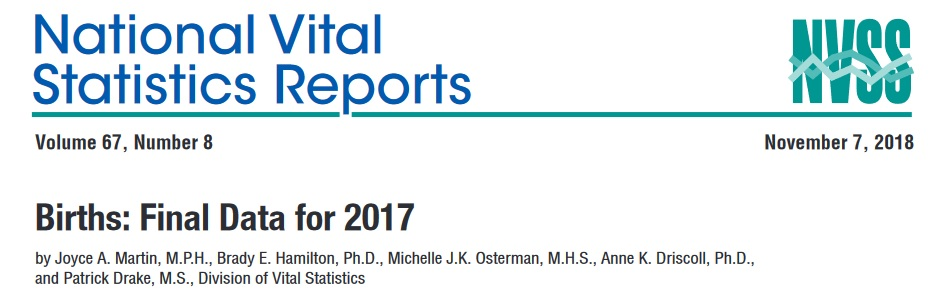 National Vital
Statistics Reports
NVSS
Volume 67, Number 8
November 7, 2018
Births: Final Data for 2017
by Joyce A. Martin, M.P.H., Brady E. Hamilton, Ph.D., Michelle J.K. Osterman, M.H.S., Anne K. Driscoll, Ph.D.,
and Patrick Drake, M.S., Division of Vital Statistics